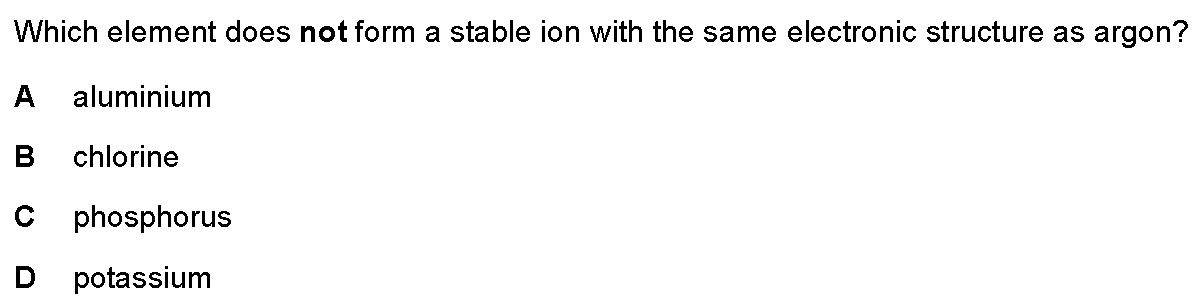 Which element does not form a stable ion with the same electronic structure as argon?
A aluminium
B chlorine
C phosphorus
D potassium